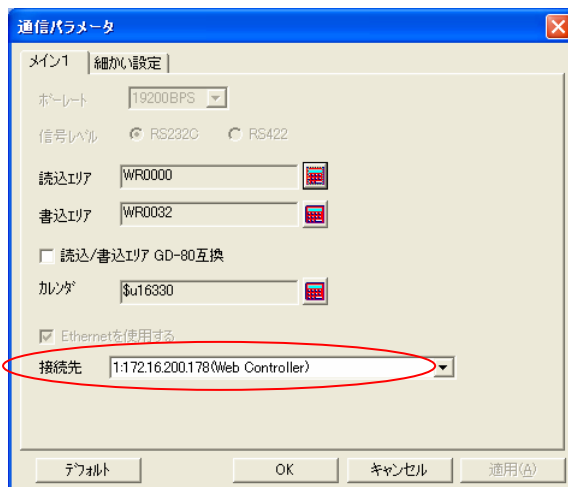 通信パラメータ
メイン1 細かい設定
ボーレート 19200BPS
信号レベル RS232C RS422
読込エリア WR0000
書込エリア WR0032
読込/書込エリア GD-80互換
カレンダ $u16330
Ethernetを使用する
接続先 1:172.16.200.178(Web Controller)
デフォルト OK キャンセル 適用(A)